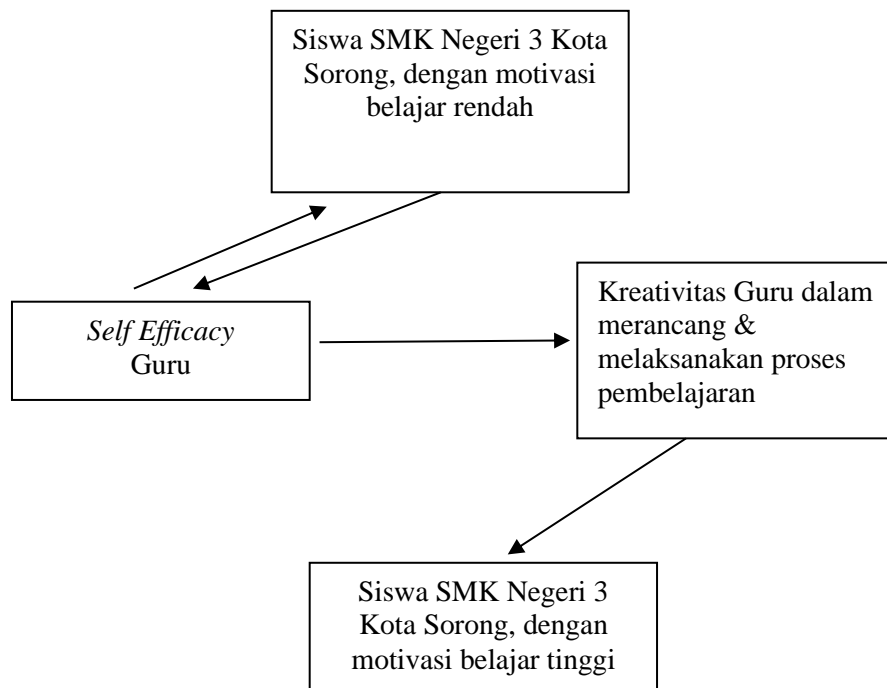 Siswa SMK Negeri 3 Kota
Sorong, dengan motivasi
belajar rendah
Self Efficacy
Guru
Kreativitas Guru dalam
merancang &
melaksanakan proses
pembelajaran
Siswa SMK Negeri 3
Kota Sorong, dengan
motivasi belajar tinggi